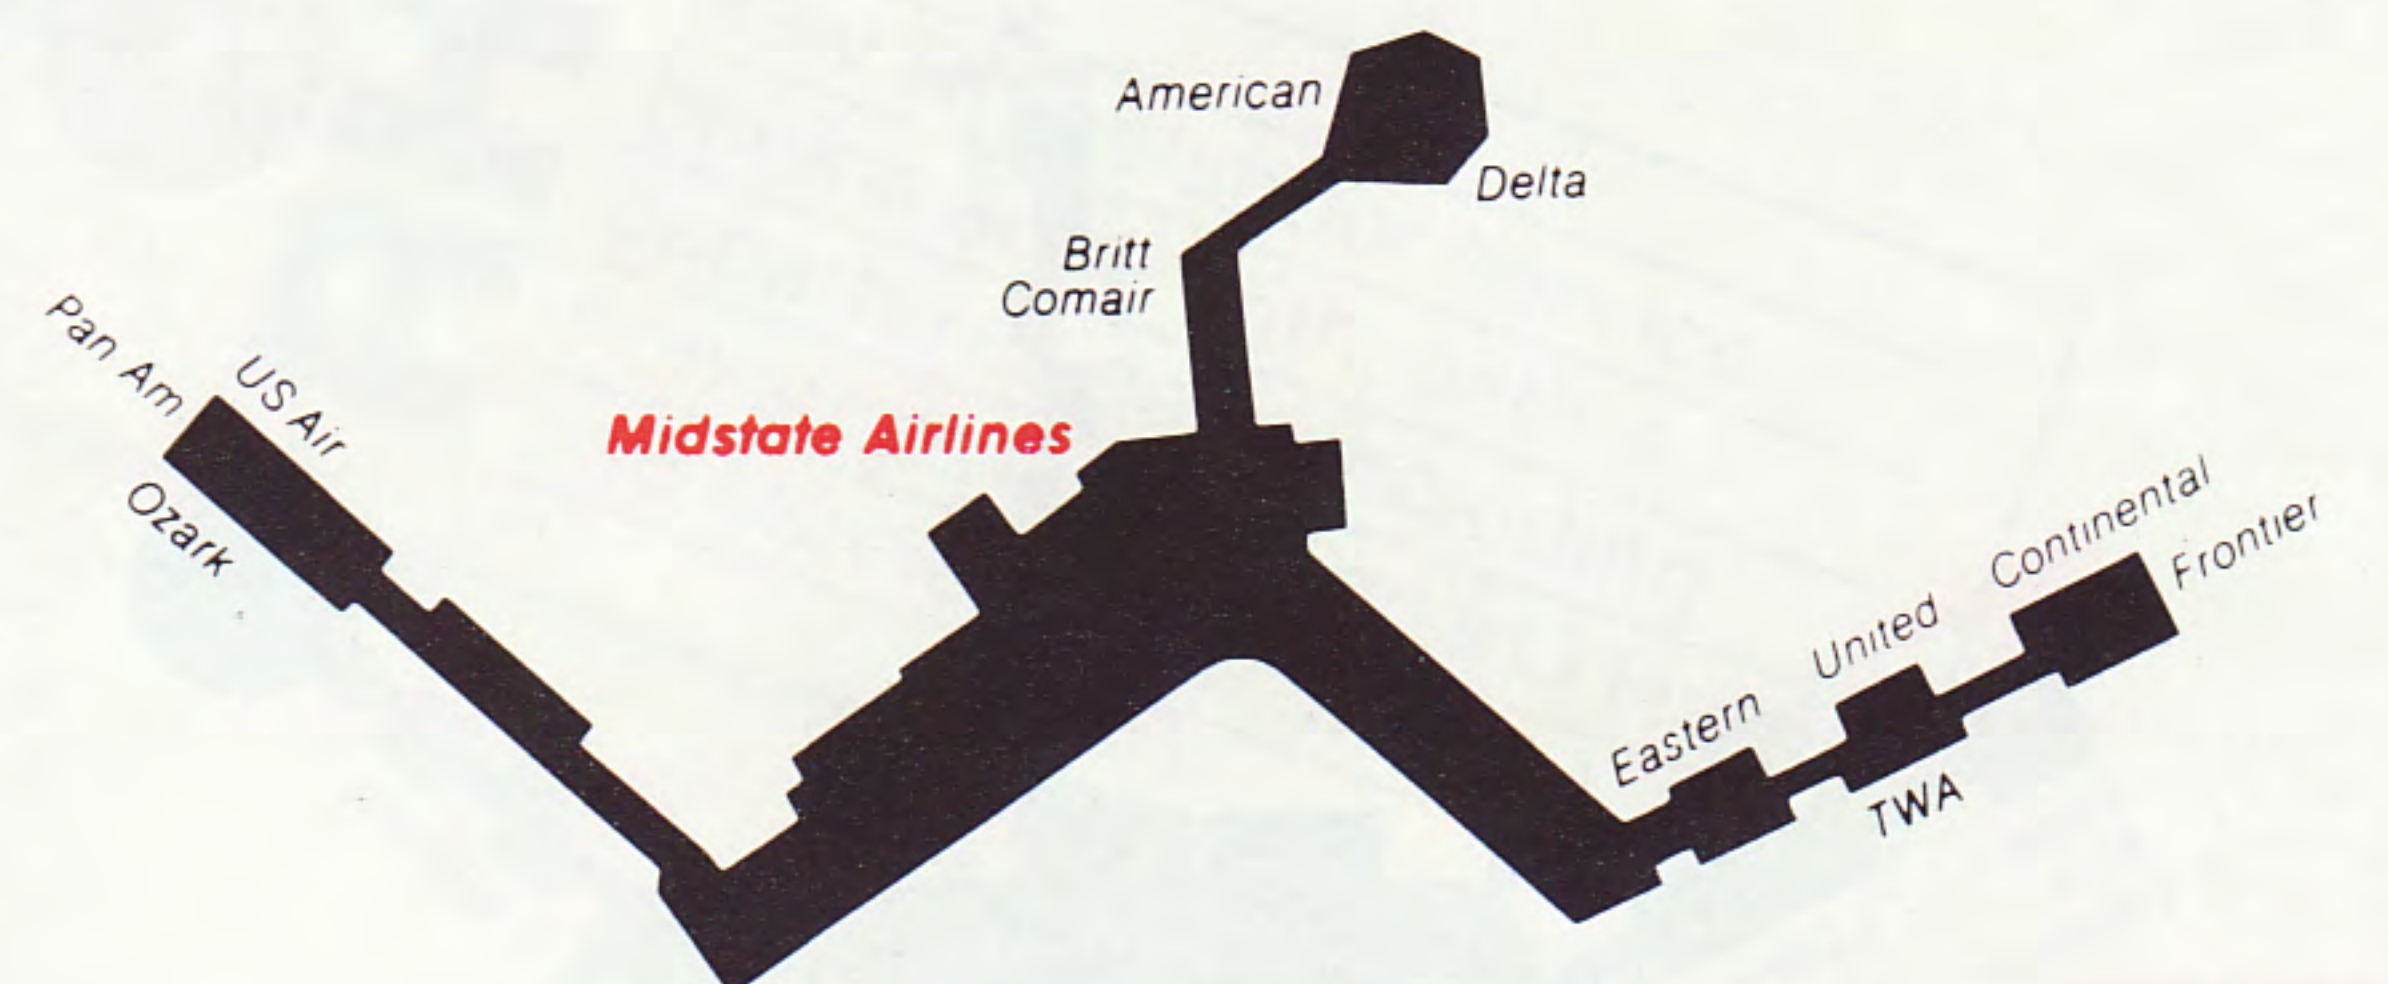 American
Delta
Britt
Comair
Pan Am
US Air
Ozark
Midstate Airlines
Continental
Frontier
United
Eastern
TWA